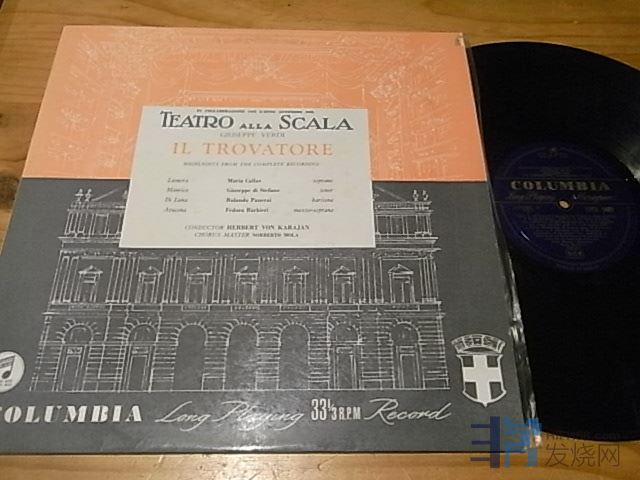 IN COLLABORAZIONE CON L'ENTE AUTONOMO DEL
TEATRO ALLA SCALA
GIUSEPPE VERDI
IL TROVATORE
HIGHLIGHTS FROM THE COMPLETE RECORDING
Leonora Maria Callas soprano
Manrico Giuseppe di Stefano tenor
Di Luna Rolando Panerai baritone
Azucena Fedora Barbieri mezzo-soprano
CONDUCTOR HERBERT VON KARAJAN
CHORUS MASTER NORBERTO MOLA
COLUMBIA
Long Playing
COLUMBIA Long Playing 33⅓ R.P.M. Record
发烧网